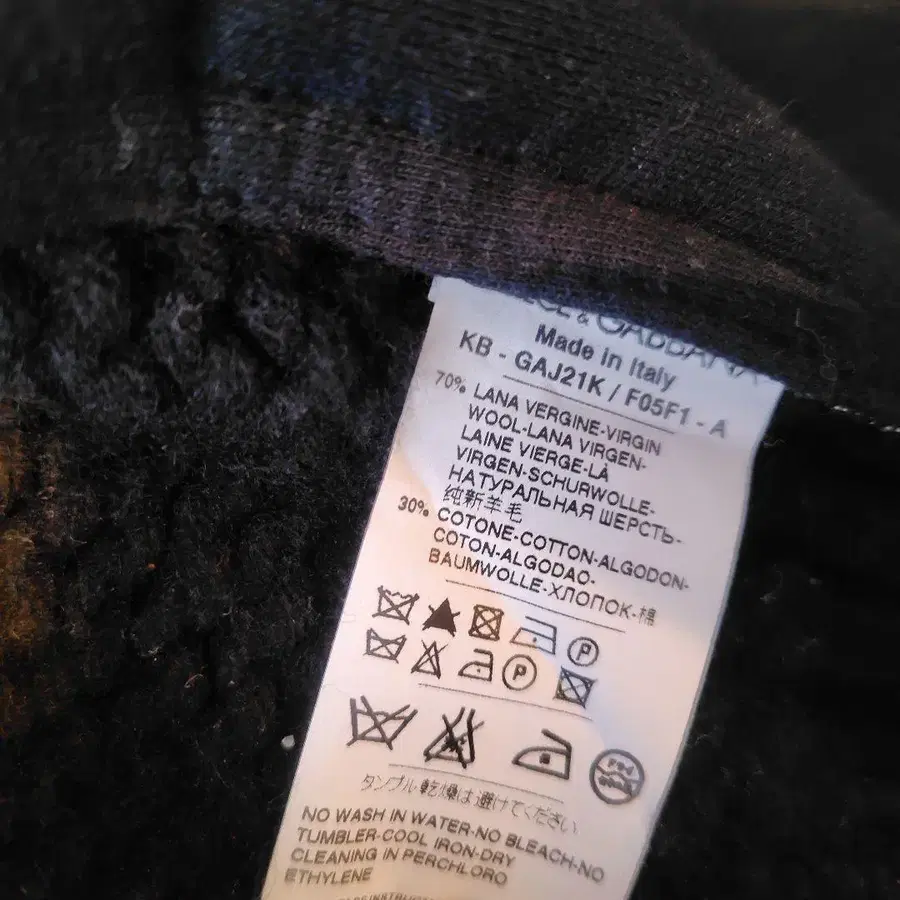 & GABBANA
Made in Italy
KB - GAJ21K / F05F1 - A
70% LANA VERGINE-VIRGIN
WOOL-LANA VIRGEN-
LAINE VIERGE-LÀ
VIRGEN-SCHURWOLLE-
НАТУРАЛЬНАЯ ШЕРСТЬ-
纯新羊毛
30% COTONE-COTTON-ALGODON-
COTON-ALGODAO-
BAUMWOLLE-ХЛОПОК-棉
P
P
タンブル乾燥は避けてください
NO WASH IN WATER-NO BLEACH-NO
TUMBLER-COOL IRON-DRY
CLEANING IN PERCHLORO
ETHYLENE